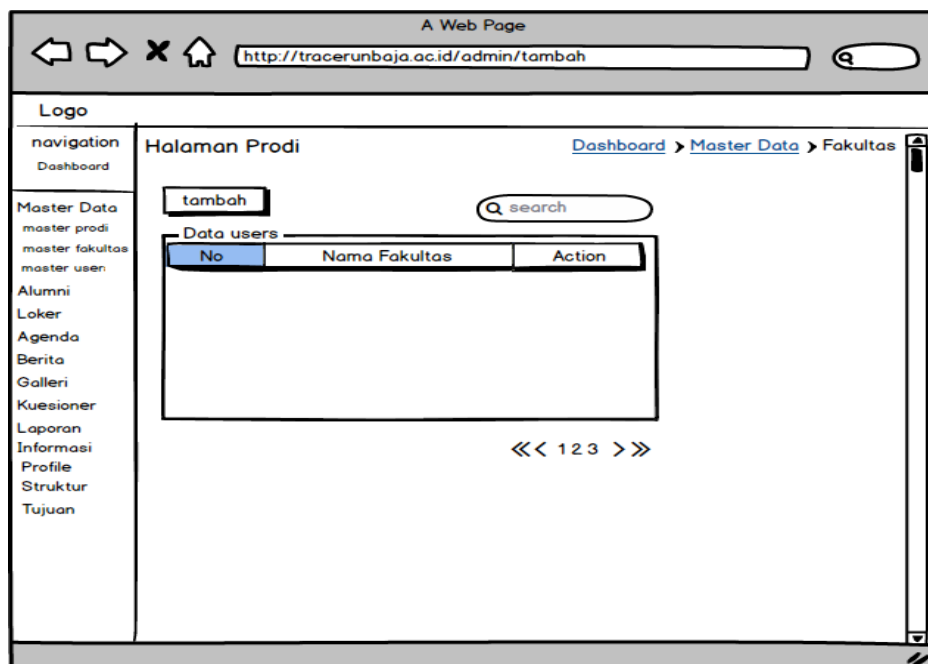 A Web Page
http://tracerunbaja.ac.id/admin/tambah
Logo
navigation
Dashboard
Master Data
master prodi
master fakultas
master user
Alumni
Loker
Agenda
Berita
Galleri
Kuesioner
Laporan
Informasi
Profile
Struktur
Tujuan
Halaman Prodi
Dashboard > Master Data > Fakultas
tambah
search
Data users
No Nama Fakultas Action
1 2 3